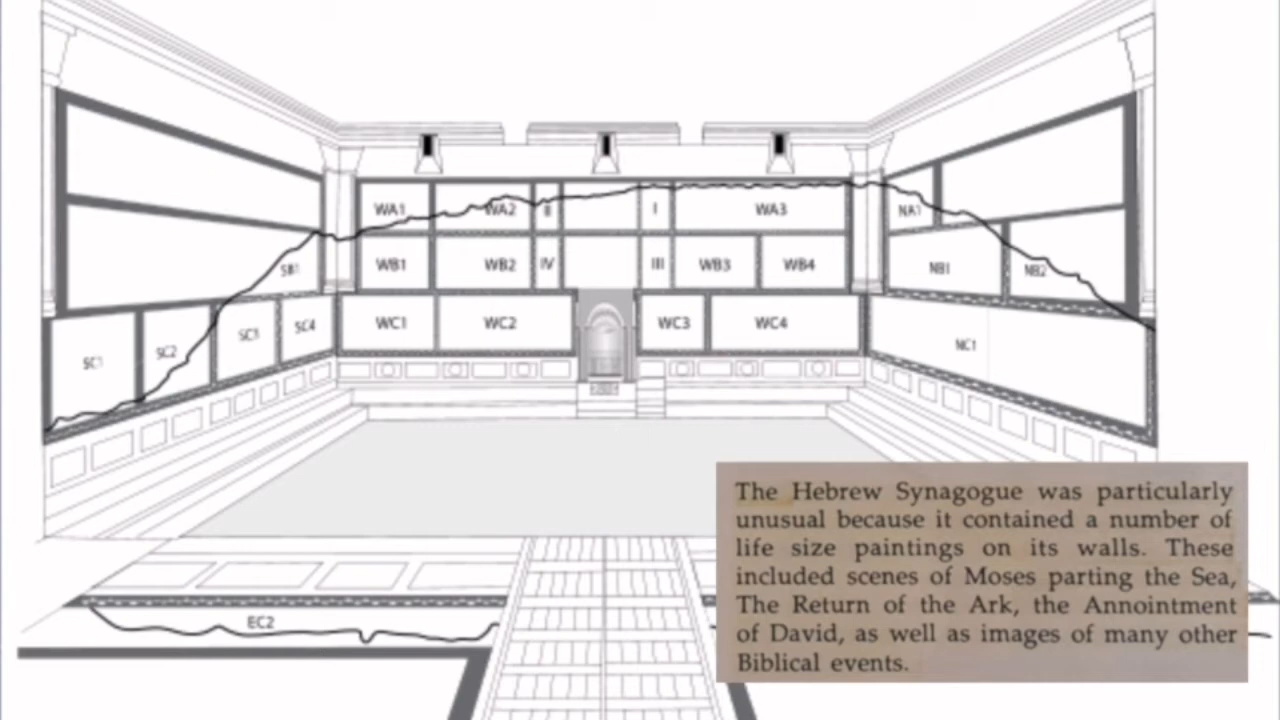 WA1 WA2 II I WA3 NA1
SB1 WB1 WB2 IV III WB3 WB4 NB1 NB2
SC1 SC2 SC3 SC4 WC1 WC2 WC3 WC4 NC1
EC2
The Hebrew Synagogue was particularly
unusual because it contained a number of
life size paintings on its walls. These
included scenes of Moses parting the Sea,
The Return of the Ark, the Annointment
of David, as well as images of many other
Biblical events.